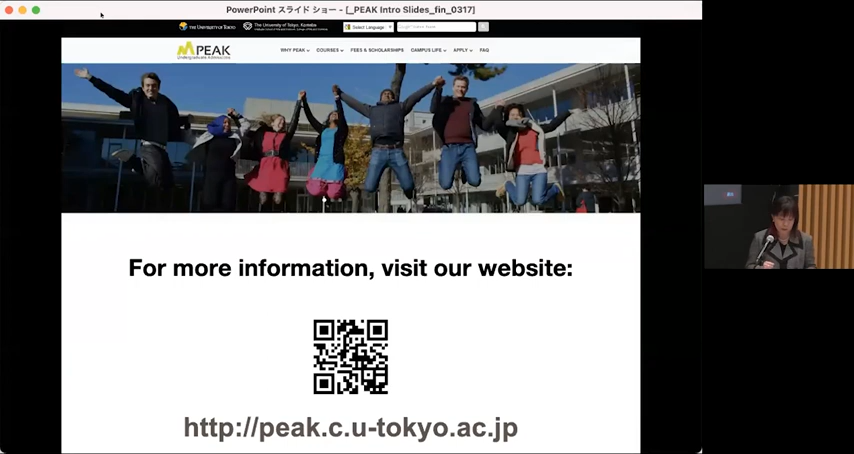 PowerPoint スライド ショー - [_PEAK Intro Slides_fin_0317]
THE UNIVERSITY OF TOKYO
The University of Tokyo, Komaba
Select Language
PEAK
Undergraduate Admissions
WHY PEAK
COURSES
FEES & SCHOLARSHIPS
CAMPUS LIFE
APPLY
FAQ
For more information, visit our website:
http://peak.c.u-tokyo.ac.jp